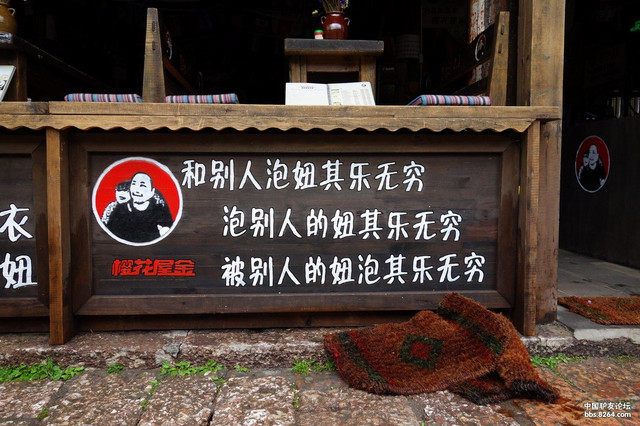 和别人泡妞其乐无穷
泡别人的妞其乐无穷
被别人的妞泡其乐无穷
樱花屋金
衣
妞
中国驴友论坛
bbs.8264.com